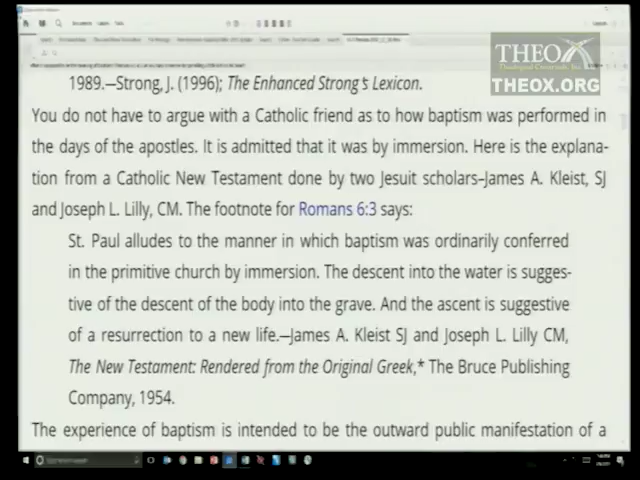 THEOX
THEOX.ORG
1989.–Strong, J. (1996); The Enhanced Strong's Lexicon.
You do not have to argue with a Catholic friend as to how baptism was performed in
the days of the apostles. It is admitted that it was by immersion. Here is the explana-
tion from a Catholic New Testament done by two Jesuit scholars–James A. Kleist, SJ
and Joseph L. Lilly, CM. The footnote for Romans 6:3 says:
St. Paul alludes to the manner in which baptism was ordinarily conferred
in the primitive church by immersion. The descent into the water is sugges-
tive of the descent of the body into the grave. And the ascent is suggestive
of a resurrection to a new life.–James A. Kleist SJ and Joseph L. Lilly CM,
The New Testament: Rendered from the Original Greek,* The Bruce Publishing
Company, 1954.
The experience of baptism is intended to be the outward public manifestation of a